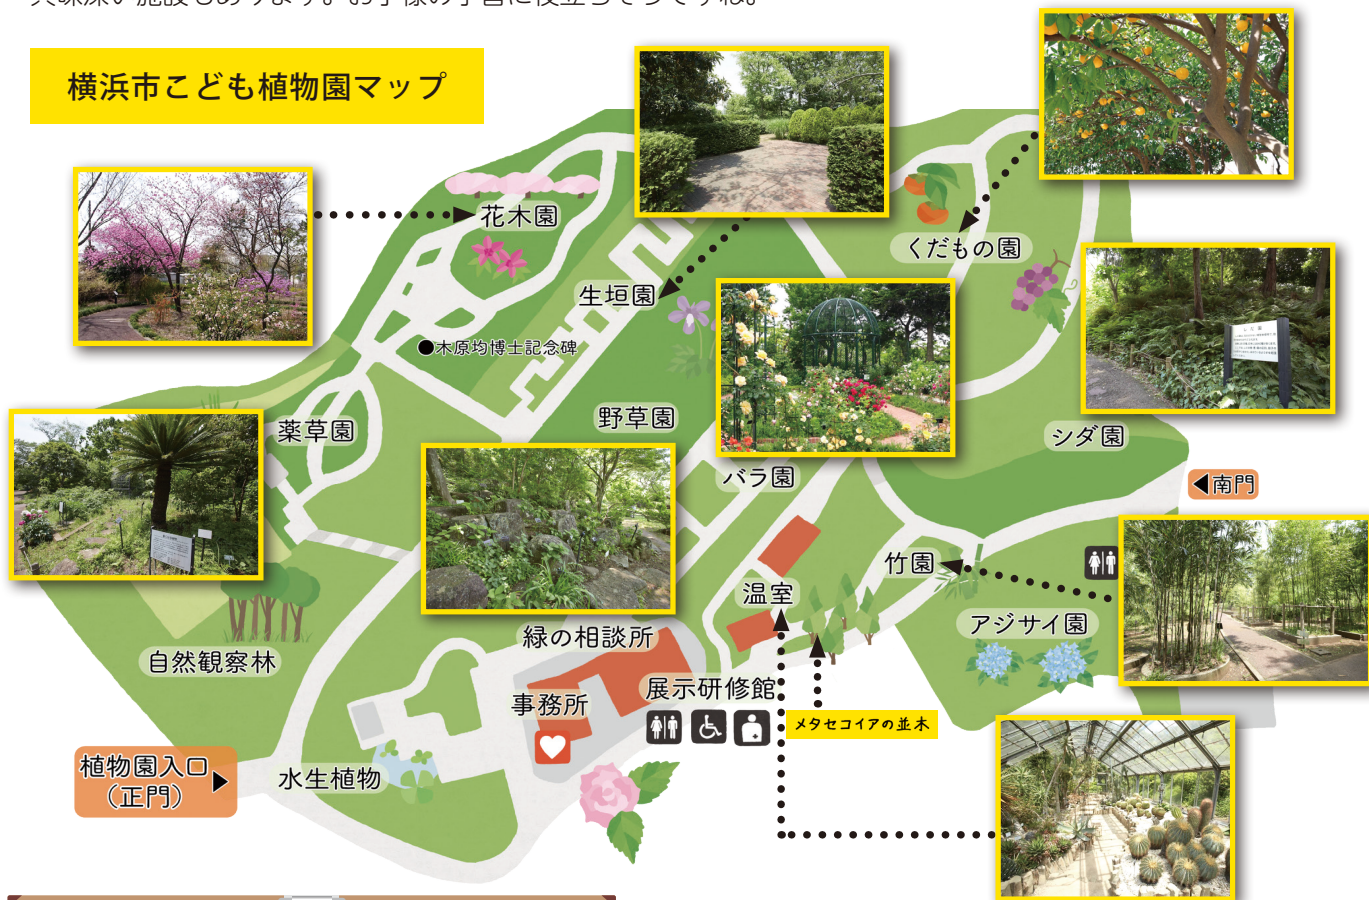 横浜市こども植物園マップ
花木園
くだもの園
生垣園
●木原均博士記念碑
薬草園
野草園
シダ園
バラ園
◀南門
竹園
温室
アジサイ園
緑の相談所
自然観察林
展示研修館
事務所
メタセコイアの並木
植物園入口▶
（正門）
水生植物